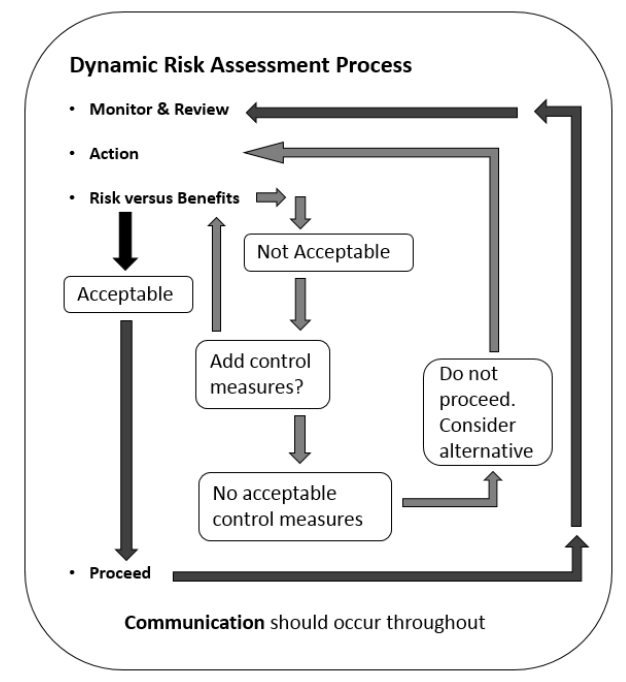 Dynamic Risk Assessment Process
• Monitor & Review
• Action
• Risk versus Benefits
Not Acceptable
Acceptable
Add control
measures?
Do not
proceed.
Consider
alternative
No acceptable
control measures
• Proceed
Communication should occur throughout